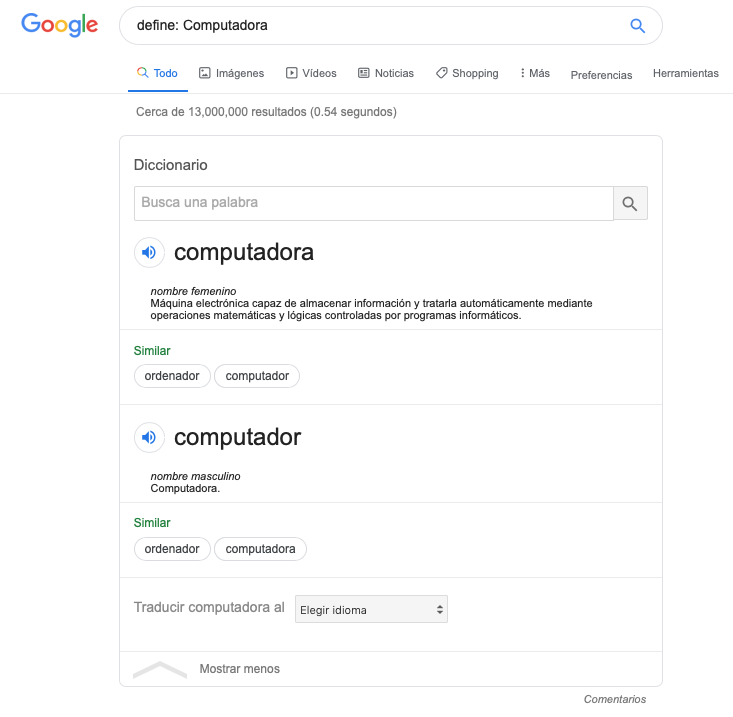 Google
define: Computadora
Todo Imágenes Vídeos Noticias Shopping Más Preferencias Herramientas
Cerca de 13,000,000 resultados (0.54 segundos)
Diccionario
Busca una palabra
computadora
nombre femenino
Máquina electrónica capaz de almacenar información y tratarla automáticamente mediante
operaciones matemáticas y lógicas controladas por programas informáticos.
Similar
ordenador computador
computador
nombre masculino
Computadora.
Similar
ordenador computadora
Traducir computadora al Elegir idioma
Mostrar menos
Comentarios